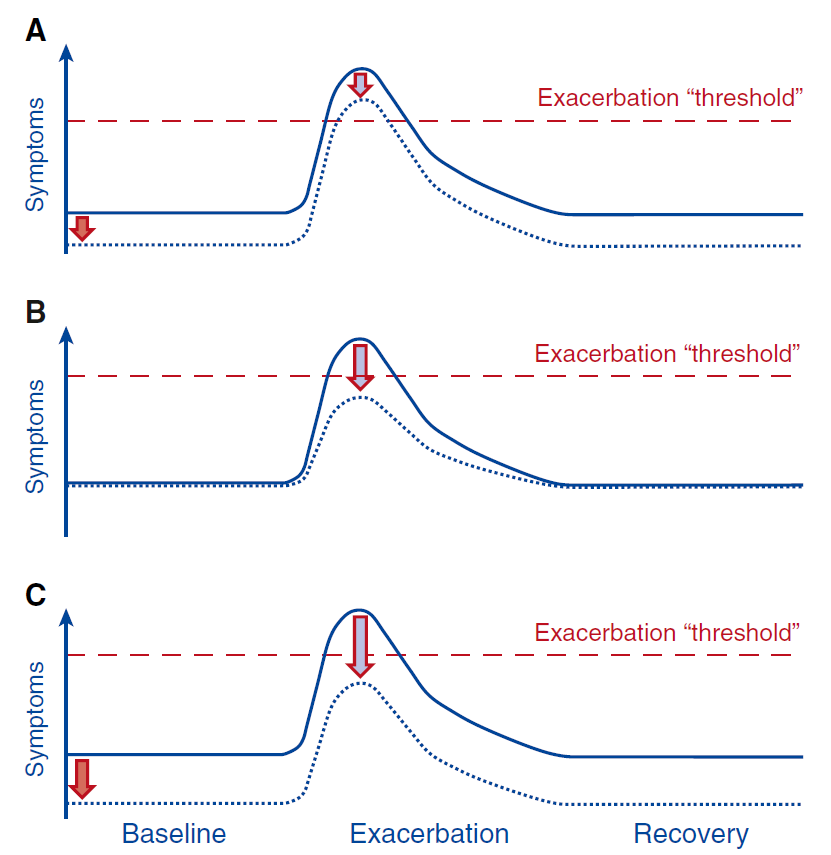 A
Exacerbation “threshold”
Symptoms
B
Exacerbation “threshold”
Symptoms
C
Exacerbation “threshold”
Symptoms
Baseline Exacerbation Recovery